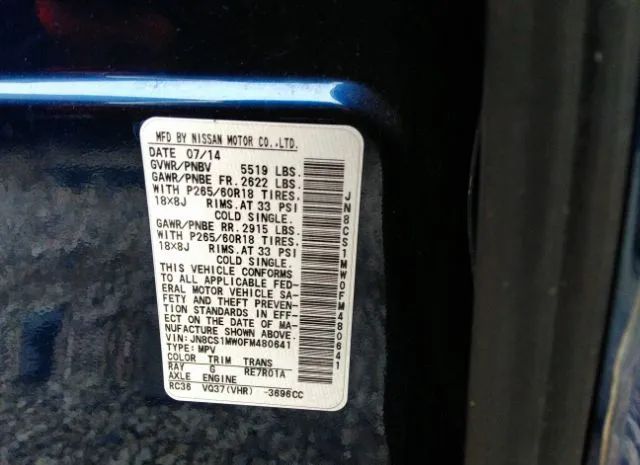 MFD BY NISSAN MOTOR CO.,LTD.
DATE 07/14
GVWR/PNBV 5519 LBS.
GAWR/PNBE FR. 2622 LBS.
WITH P265/60R18 TIRES.
18X8J RIMS.AT 33 PSI
COLD SINGLE.
GAWR/PNBE RR. 2915 LBS.
WITH P265/60R18 TIRES.
18X8J RIMS.AT 33 PSI
COLD SINGLE.
THIS VEHICLE CONFORMS
TO ALL APPLICABLE FED-
ERAL MOTOR VEHICLE SA-
FETY AND THEFT PREVEN-
TION STANDARDS IN EFF-
ECT ON THE DATE OF MA-
NUFACTURE SHOWN ABOVE.
VIN:JN8CS1MW0FM480641
TYPE:MPV
COLOR TRIM TRANS
RAY G RE7R01A
AXLE ENGINE
RC36 VQ37(VHR) -3696CC
JN8CS1MW0FM480641